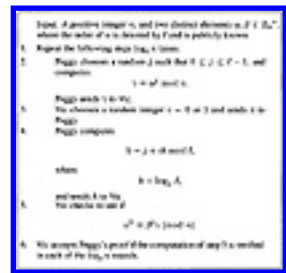 Input: A positive integer n, and two distinct elements α, β ∈ Zₙ*,
where the order of α is denoted by ℓ and is publicly known
1. Repeat the following steps log₂ n times:
2. Peggy chooses a random j such that 0 ≤ j ≤ ℓ − 1, and
computes
γ = αʲ mod n.
Peggy sends γ to Vic.
3. Vic chooses a random integer i = 0 or 1 and sends it to
Peggy
4. Peggy computes
h = j + ik mod ℓ,
where
k = log
and sends h to Vic
5. Vic checks to see if
(mod n).
6. Vic accepts Peggy's proof if the computation of step 5 is verified
in each of the log₂ n rounds.